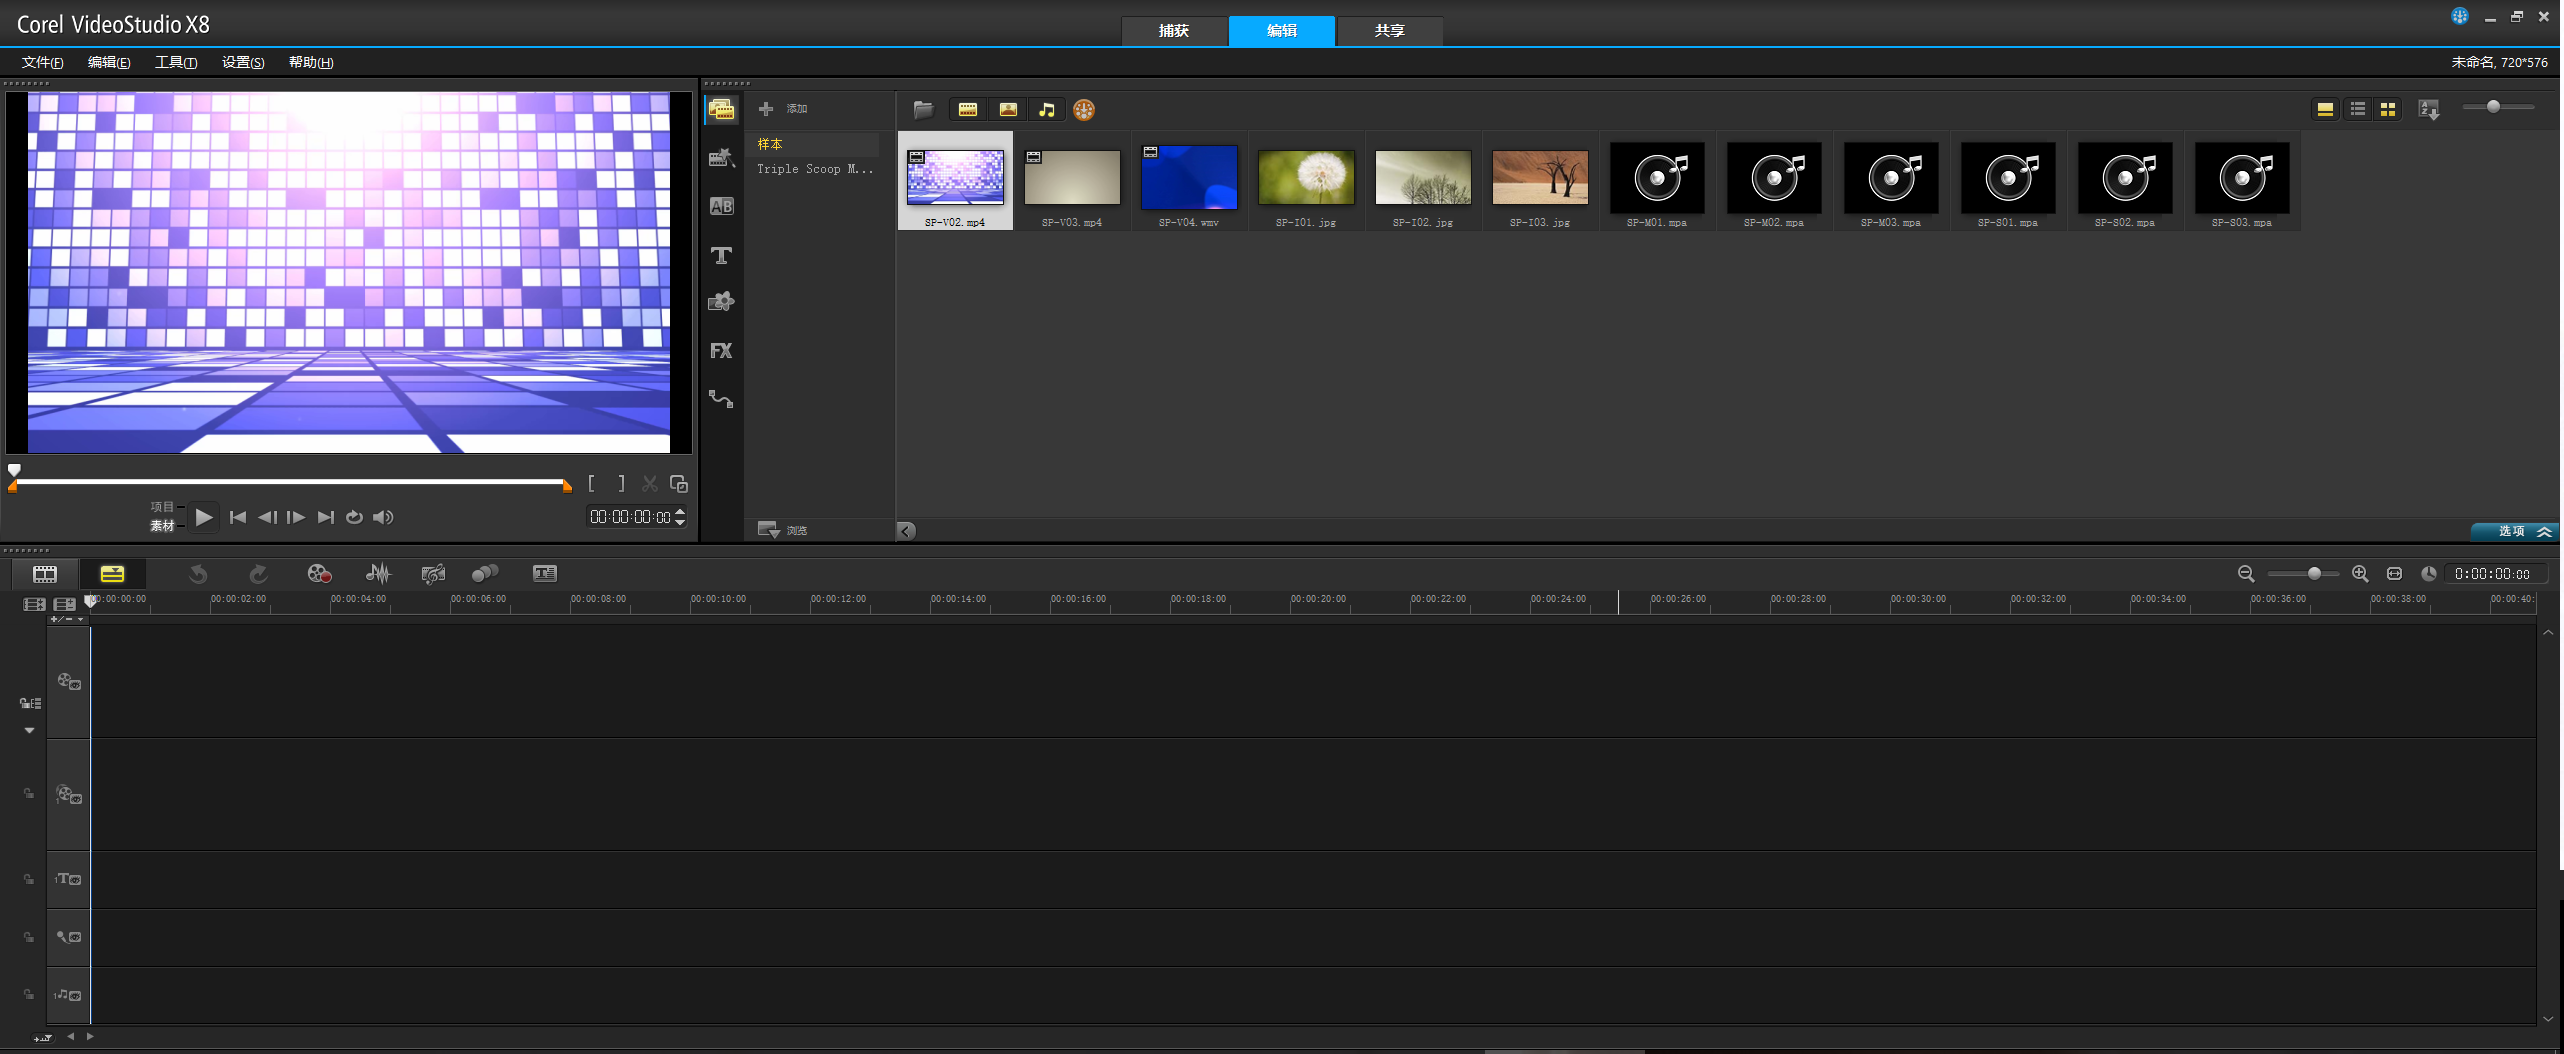 Corel VideoStudio X8
捕获 编辑 共享
文件(F) 编辑(E) 工具(T) 设置(S) 帮助(H)
未命名, 720*576
添加
样本
Triple Scoop M...
浏览
AB
T
FX
SP-V02.mp4 SP-V03.mp4 SP-V04.wmv SP-I01.jpg SP-I02.jpg SP-I03.jpg SP-M01.mpa SP-M02.mpa SP-M03.mpa SP-S01.mpa SP-S02.mpa SP-S03.mpa
项目
素材
00:00:00:00
选项
0:00:00:00
00:00:00:00 00:00:02:00 00:00:04:00 00:00:06:00 00:00:08:00 00:00:10:00 00:00:12:00 00:00:14:00 00:00:16:00 00:00:18:00 00:00:20:00 00:00:22:00 00:00:24:00 00:00:26:00 00:00:28:00 00:00:30:00 00:00:32:00 00:00:34:00 00:00:36:00 00:00:38:00 00:00:40:
1
1T
1